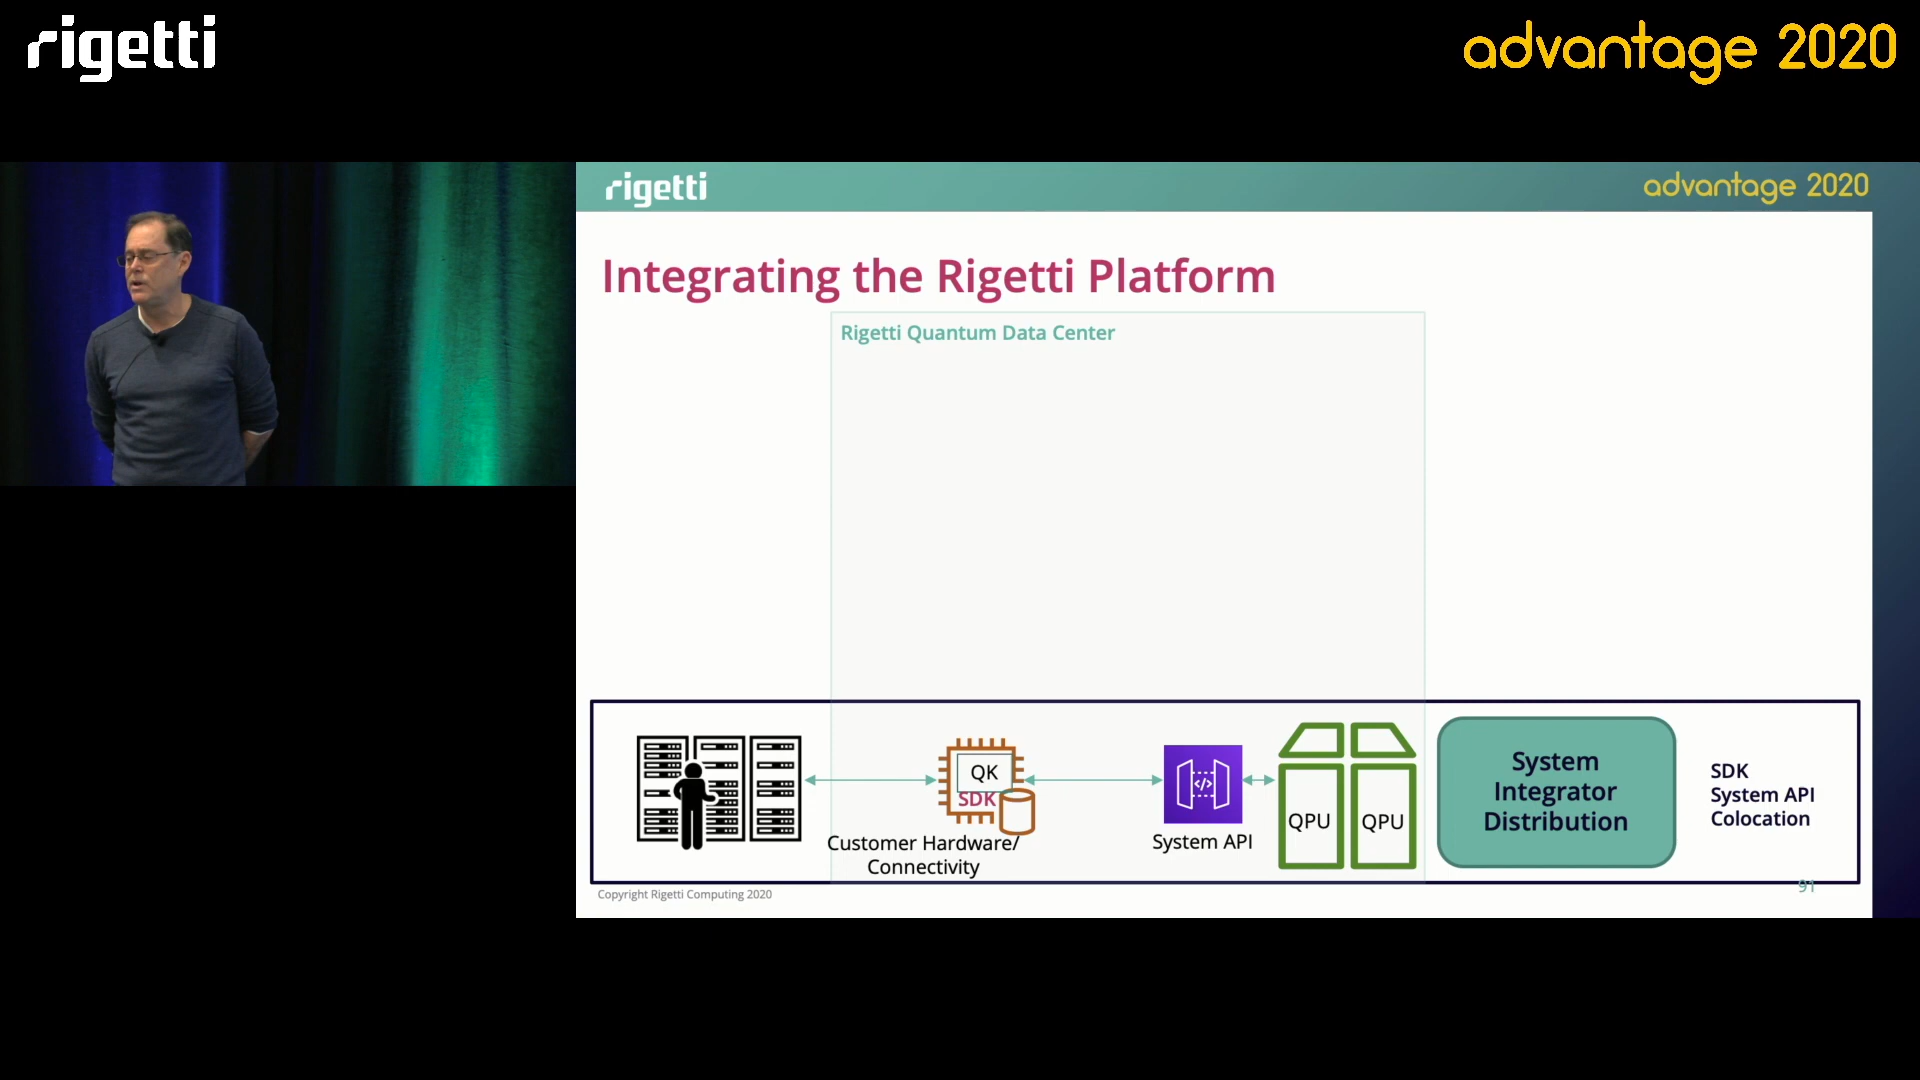 rigetti
advantage 2020
rigetti
advantage 2020
Integrating the Rigetti Platform
Rigetti Quantum Data Center
QK
SDK
Customer Hardware/
Connectivity
System API
QPU
QPU
System
Integrator
Distribution
SDK
System API
Colocation
Copyright Rigetti Computing 2020
91